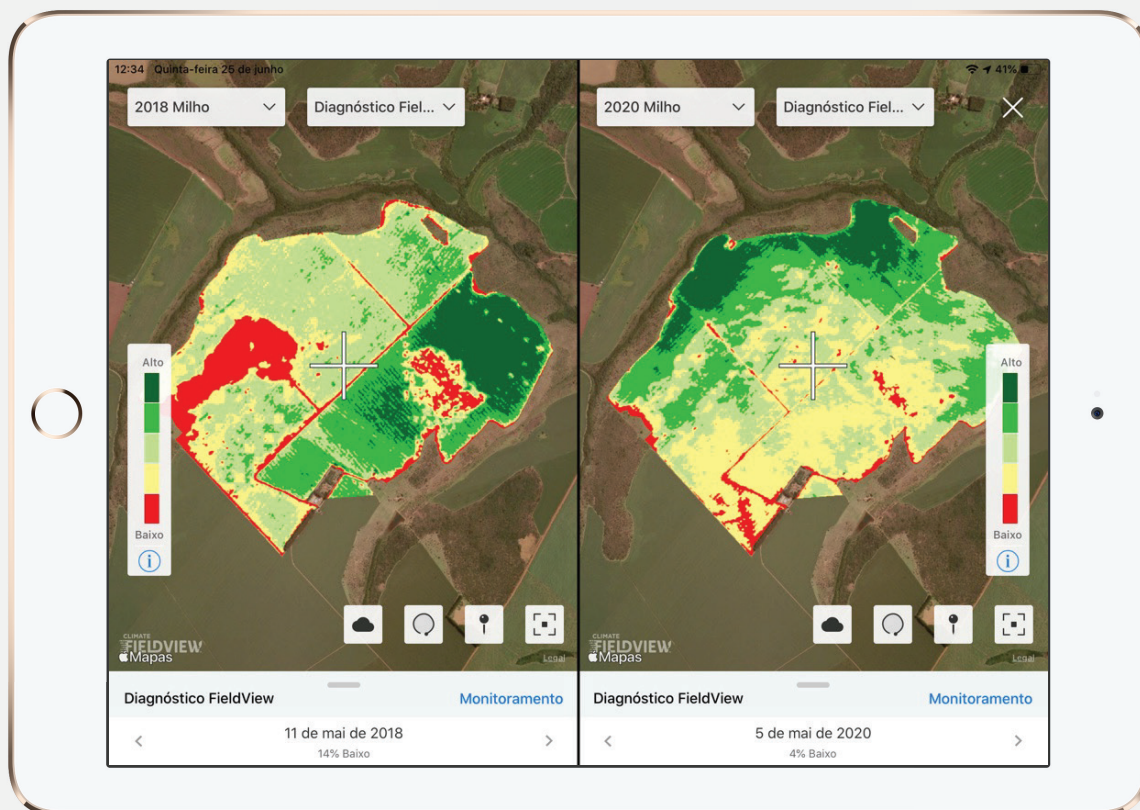 12:34 Quinta-feira 25 de junho
41%
2018 Milho
Diagnóstico Fiel...
2020 Milho
Diagnóstico Fiel...
Alto
Baixo
Alto
Baixo
CLIMATE
FIELDVIEW
Mapas
Legal
CLIMATE
FIELDVIEW
Mapas
Legal
Diagnóstico FieldView
Monitoramento
11 de mai de 2018
14% Baixo
Diagnóstico FieldView
Monitoramento
5 de mai de 2020
4% Baixo